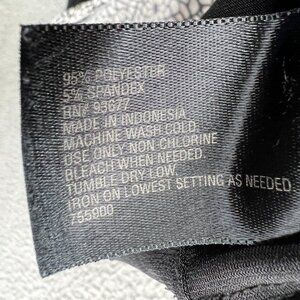 95% POLYESTER
5% SPANDEX
RN# 93677
MADE IN INDONESIA.
MACHINE WASH COLD.
USE ONLY NON-CHLORINE
BLEACH WHEN NEEDED.
TUMBLE DRY LOW.
IRON ON LOWEST SETTING AS NEEDED
755900